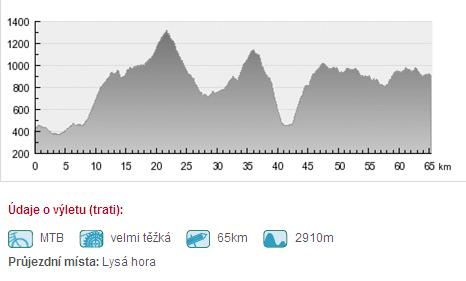 1400
1200
1000
800
600
400
200
0 5 10 15 20 25 30 35 40 45 50 55 60 65 km
Údaje o výletu (trati):
MTB velmi těžká 65km 2910m
Průjezdní místa: Lysá hora